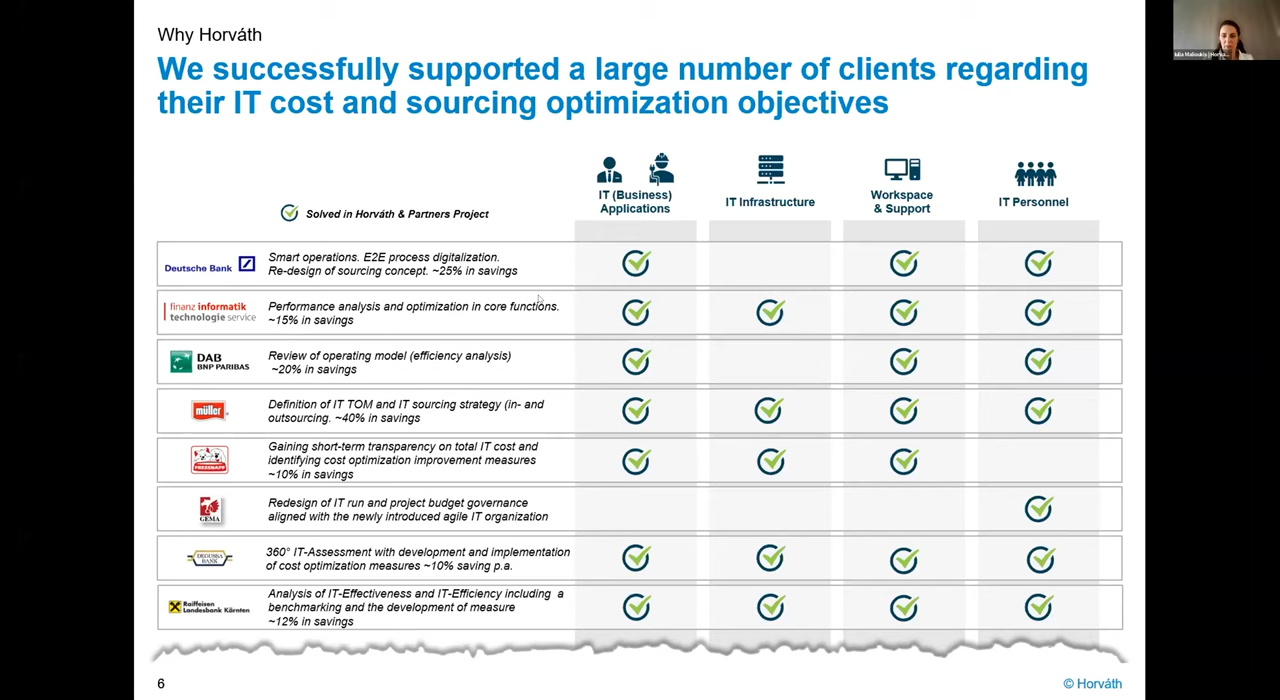 Why Horváth
We successfully supported a large number of clients regarding
their IT cost and sourcing optimization objectives
Solved in Horváth & Partners Project
IT (Business)
Applications
IT Infrastructure
Workspace
& Support
IT Personnel
Deutsche Bank
Smart operations. E2E process digitalization.
Re-design of sourcing concept. ~25% in savings
finanz informatik
technologie service
Performance analysis and optimization in core functions.
~15% in savings
DAB
BNP PARIBAS
Review of operating model (efficiency analysis)
~20% in savings
müller
Definition of IT TOM and IT sourcing strategy (in- and
outsourcing. ~40% in savings
FRESSNAPF
Gaining short-term transparency on total IT cost and
identifying cost optimization improvement measures
~10% in savings
GEMA
Redesign of IT run and project budget governance
aligned with the newly introduced agile IT organization
DEGUSSA
BANK
360° IT-Assessment with development and implementation
of cost optimization measures ~10% saving p.a.
Raiffeisen
Landesbank Kärnten
Analysis of IT-Effectiveness and IT-Efficiency including a
benchmarking and the development of measure
~12% in savings
6
© Horváth